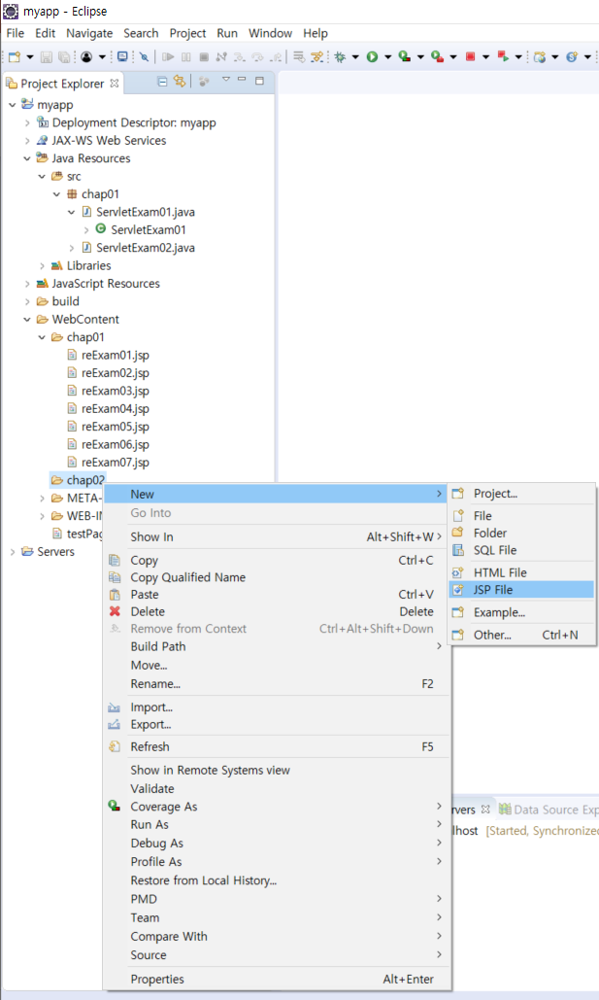 myapp - Eclipse
File Edit Navigate Search Project Run Window Help
Project Explorer
myapp
Deployment Descriptor: myapp
JAX-WS Web Services
Java Resources
src
chap01
ServletExam01.java
ServletExam01
ServletExam02.java
Libraries
JavaScript Resources
build
WebContent
chap01
reExam01.jsp
reExam02.jsp
reExam03.jsp
reExam04.jsp
reExam05.jsp
reExam06.jsp
reExam07.jsp
chap02
META-
WEB-IN
testPag
Servers
New
Go Into
Show In Alt+Shift+W
Copy Ctrl+C
Copy Qualified Name
Paste Ctrl+V
Delete Delete
Remove from Context Ctrl+Alt+Shift+Down
Build Path
Move...
Rename... F2
Import...
Export...
Refresh F5
Show in Remote Systems view
Validate
Coverage As
Run As
Debug As
Profile As
Restore from Local History...
PMD
Team
Compare With
Source
Properties Alt+Enter
Project...
File
Folder
SQL File
HTML File
JSP File
Example...
Other... Ctrl+N
rvers Data Source Exp
lhost [Started, Synchronized